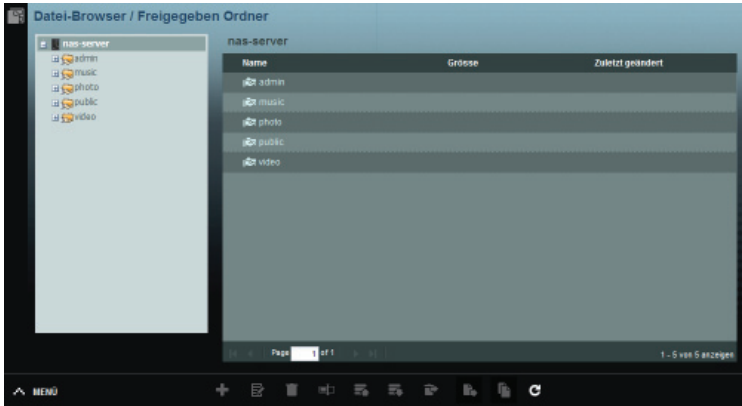 Datei-Browser / Freigegeben Ordner
nas-server
admin
music
photo
public
video
nas-server
Name Grösse Zuletzt geändert
admin
music
photo
public
video
Page 1 of 1
1 - 5 von 5 anzeigen
MENÜ